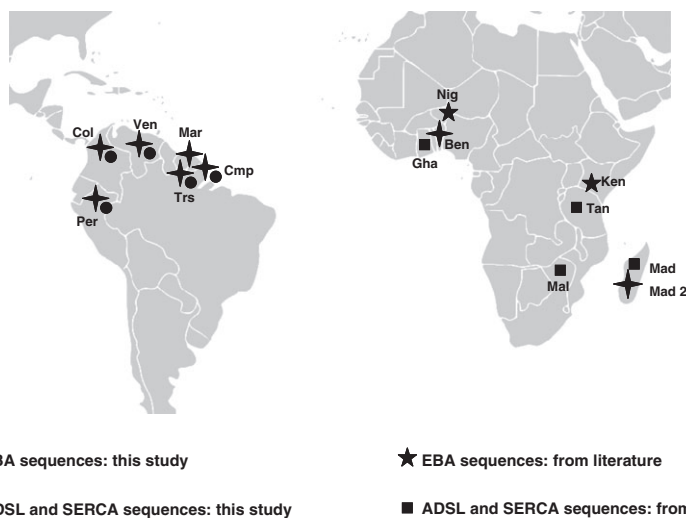 Nig
Ven
Col
Mar
Ben
Gha
Cmp
Ken
Trs
Tan
Per
Mad
Mal
Mad 2
BA sequences: this study
EBA sequences: from literature
DSL and SERCA sequences: this study
ADSL and SERCA sequences: from